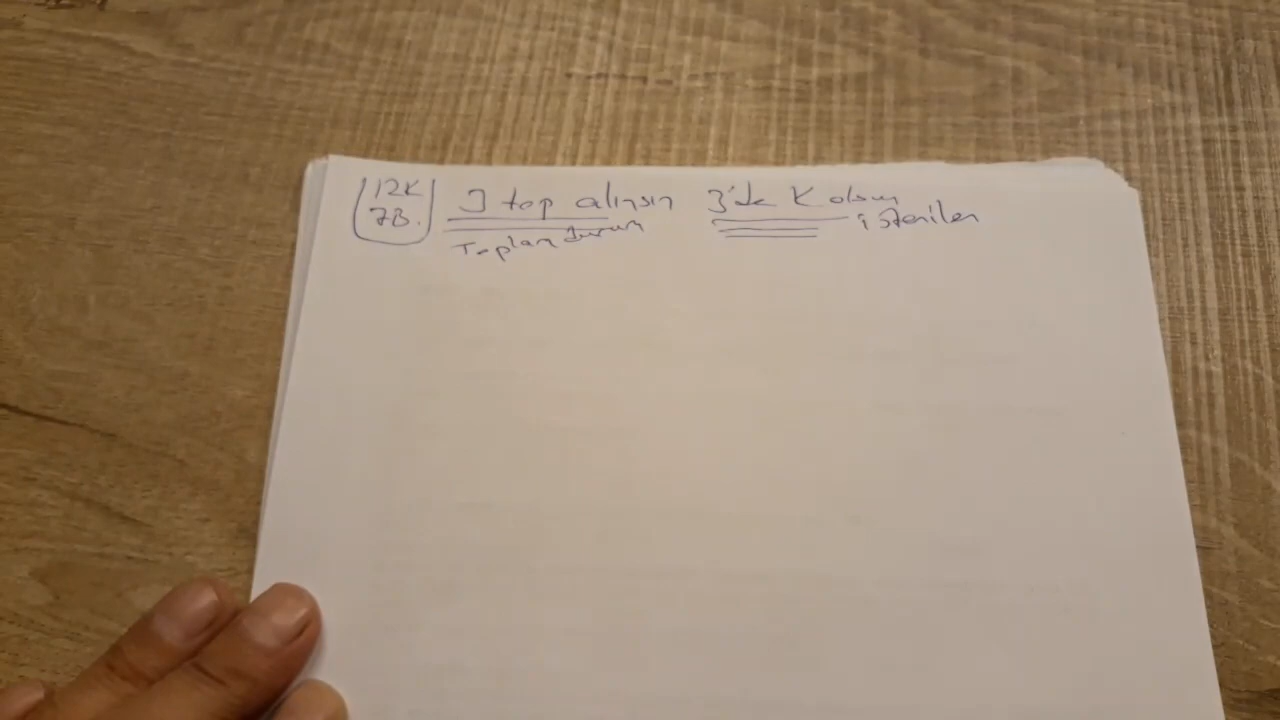 12K 3 top alınsın 3'de K olsun
7B. Toplam durum istenilen